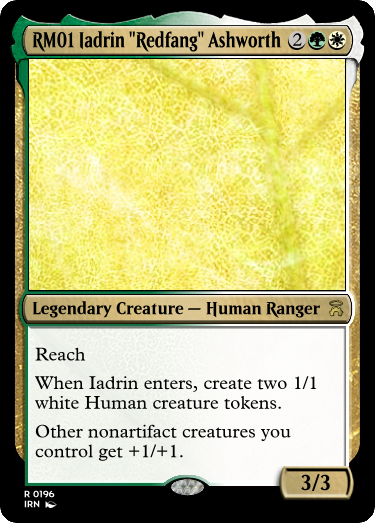 RM01 Iadrin "Redfang" Ashworth 2
Legendary Creature — Human Ranger
Reach
When Iadrin enters, create two 1/1
white Human creature tokens.
Other nonartifact creatures you
control get +1/+1.
3/3
R 0196
IRN